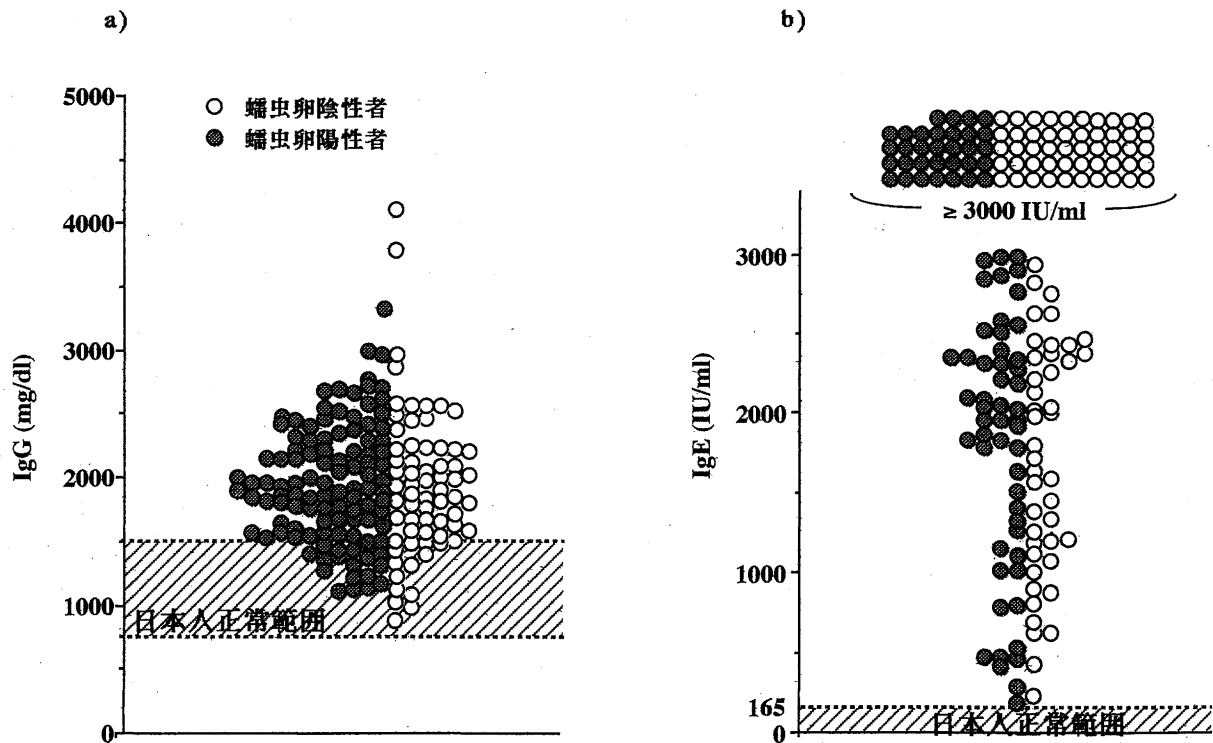 a)
5000
4000
3000
2000
1000
0
IgG (mg/dl)
蠕虫卵陰性者
蠕虫卵陽性者
日本人正常範囲
b)
≥ 3000 IU/ml
3000
2000
1000
165
0
IgE (IU/ml)
日本人正常範囲